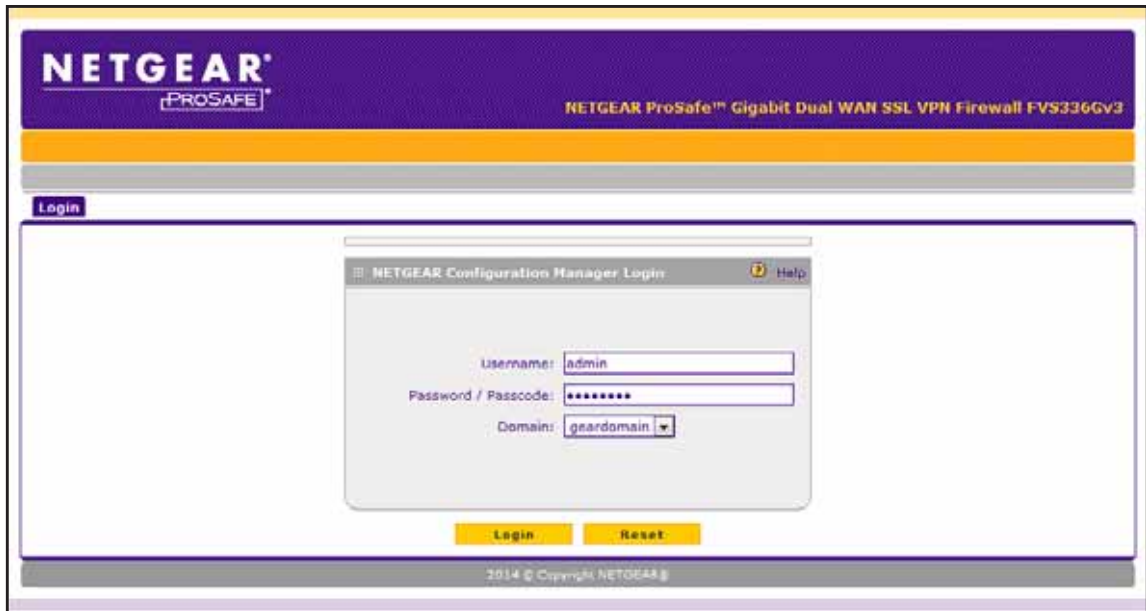 NETGEAR®
PROSAFE
NETGEAR ProSafe™ Gigabit Dual WAN SSL VPN Firewall FVS336Gv3
Login
NETGEAR Configuration Manager Login
Help
Username: admin
Password / Passcode: ••••••••
Domain: geardomain
Login Reset
2014 © Copyright NETGEAR®